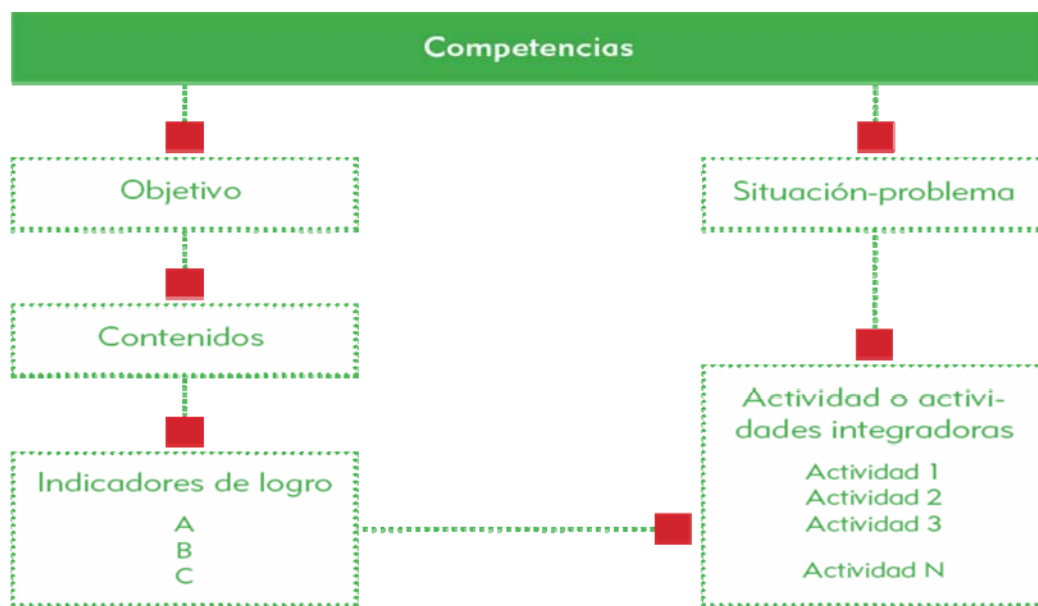 Competencias
Objetivo
Contenidos
Indicadores de logro
A
B
C
Situación-problema
Actividad o activi-
dades integradoras
Actividad 1
Actividad 2
Actividad 3
Actividad N